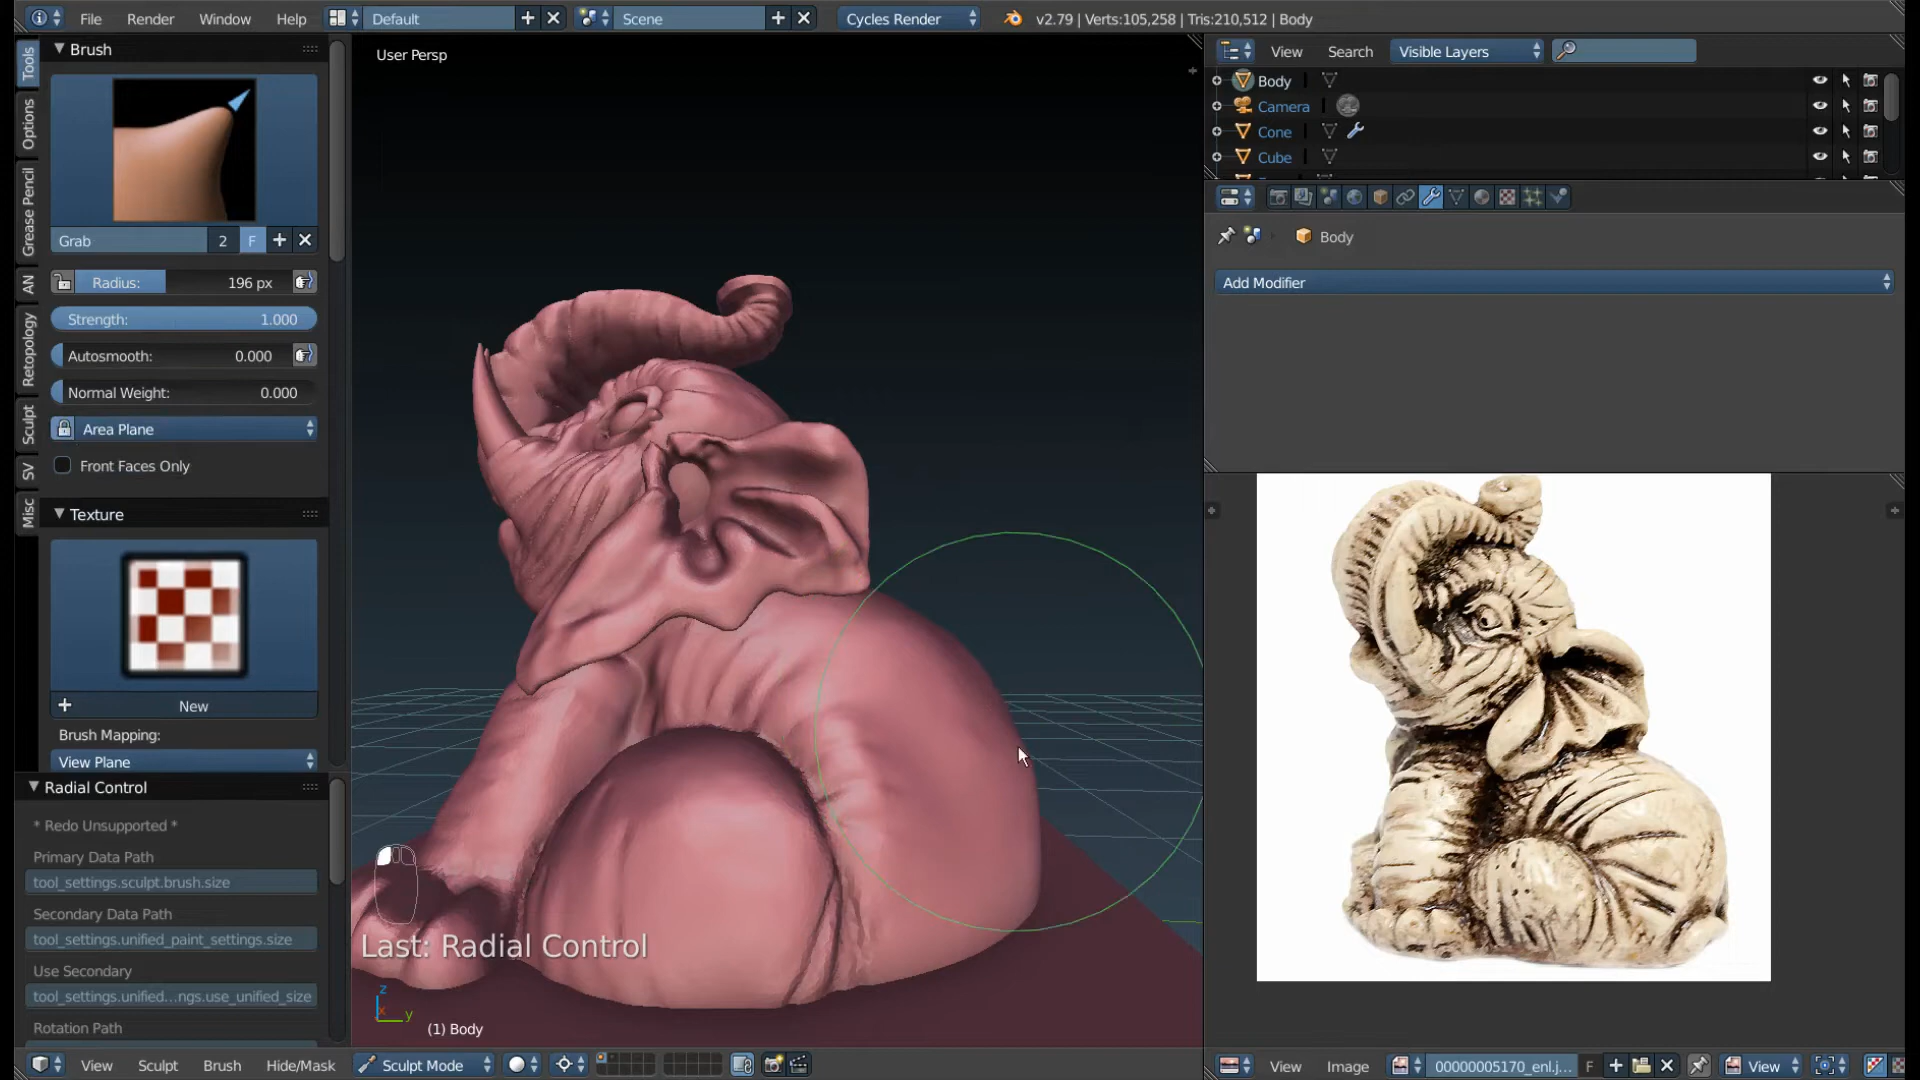 File Render Window Help Default Scene Cycles Render v2.79 | Verts:105,258 | Tris:210,512 | Body
Tools
Options
Grease Pencil
AN
Retopology
Sculpt
SV
Misc
Brush
Grab 2 F
Radius: 196 px
Strength: 1.000
Autosmooth: 0.000
Normal Weight: 0.000
Area Plane
Front Faces Only
Texture
New
Brush Mapping:
View Plane
Radial Control
* Redo Unsupported *
Primary Data Path
tool_settings.sculpt.brush.size
Secondary Data Path
tool_settings.unified_paint_settings.size
Use Secondary
tool_settings.unified...ngs.use_unified_size
Rotation Path
User Persp
Last: Radial Control
z
x
y
(1) Body
View Sculpt Brush Hide/Mask Sculpt Mode
View Search Visible Layers
Body
Camera
Cone
Cube
Body
Add Modifier
View Image 00000005170_enl.j... F View